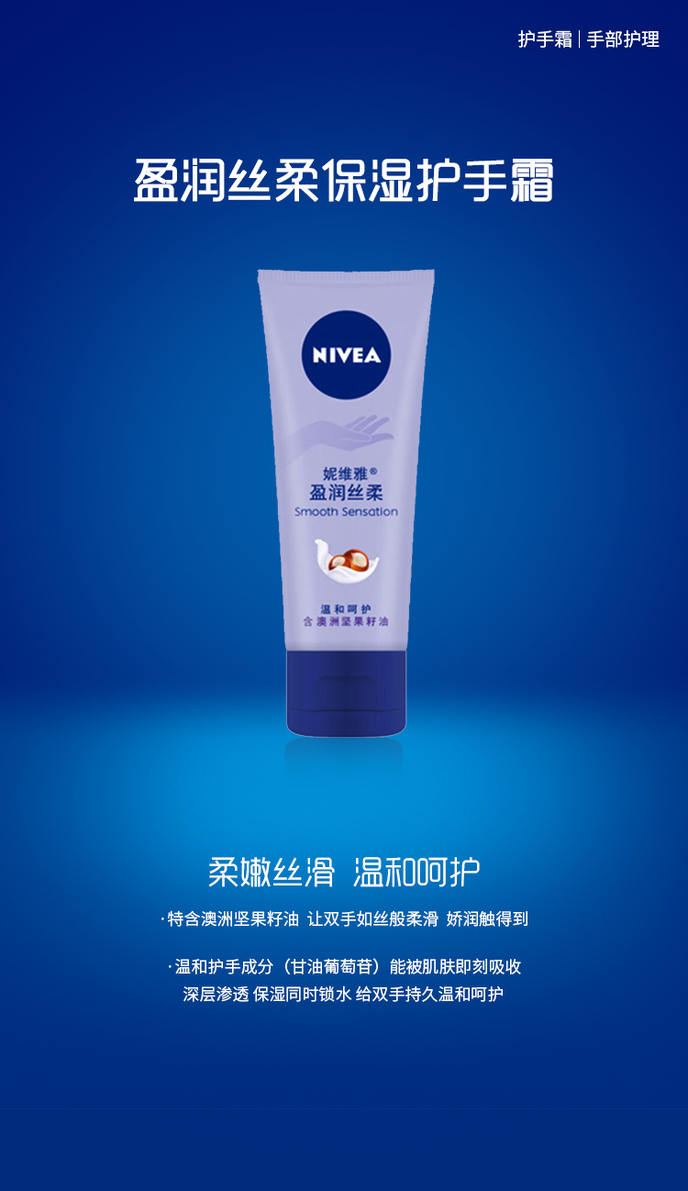 护手霜|手部护理
盈润丝柔保湿护手霜
NIVEA
妮维雅®
盈润丝柔
Smooth Sensation
温和呵护
含澳洲坚果籽油
柔嫩丝滑 温和呵护
·特含澳洲坚果籽油 让双手如丝般柔滑 娇润触得到
·温和护手成分（甘油葡萄苷）能被肌肤即刻吸收
深层渗透 保湿同时锁水 给双手持久温和呵护